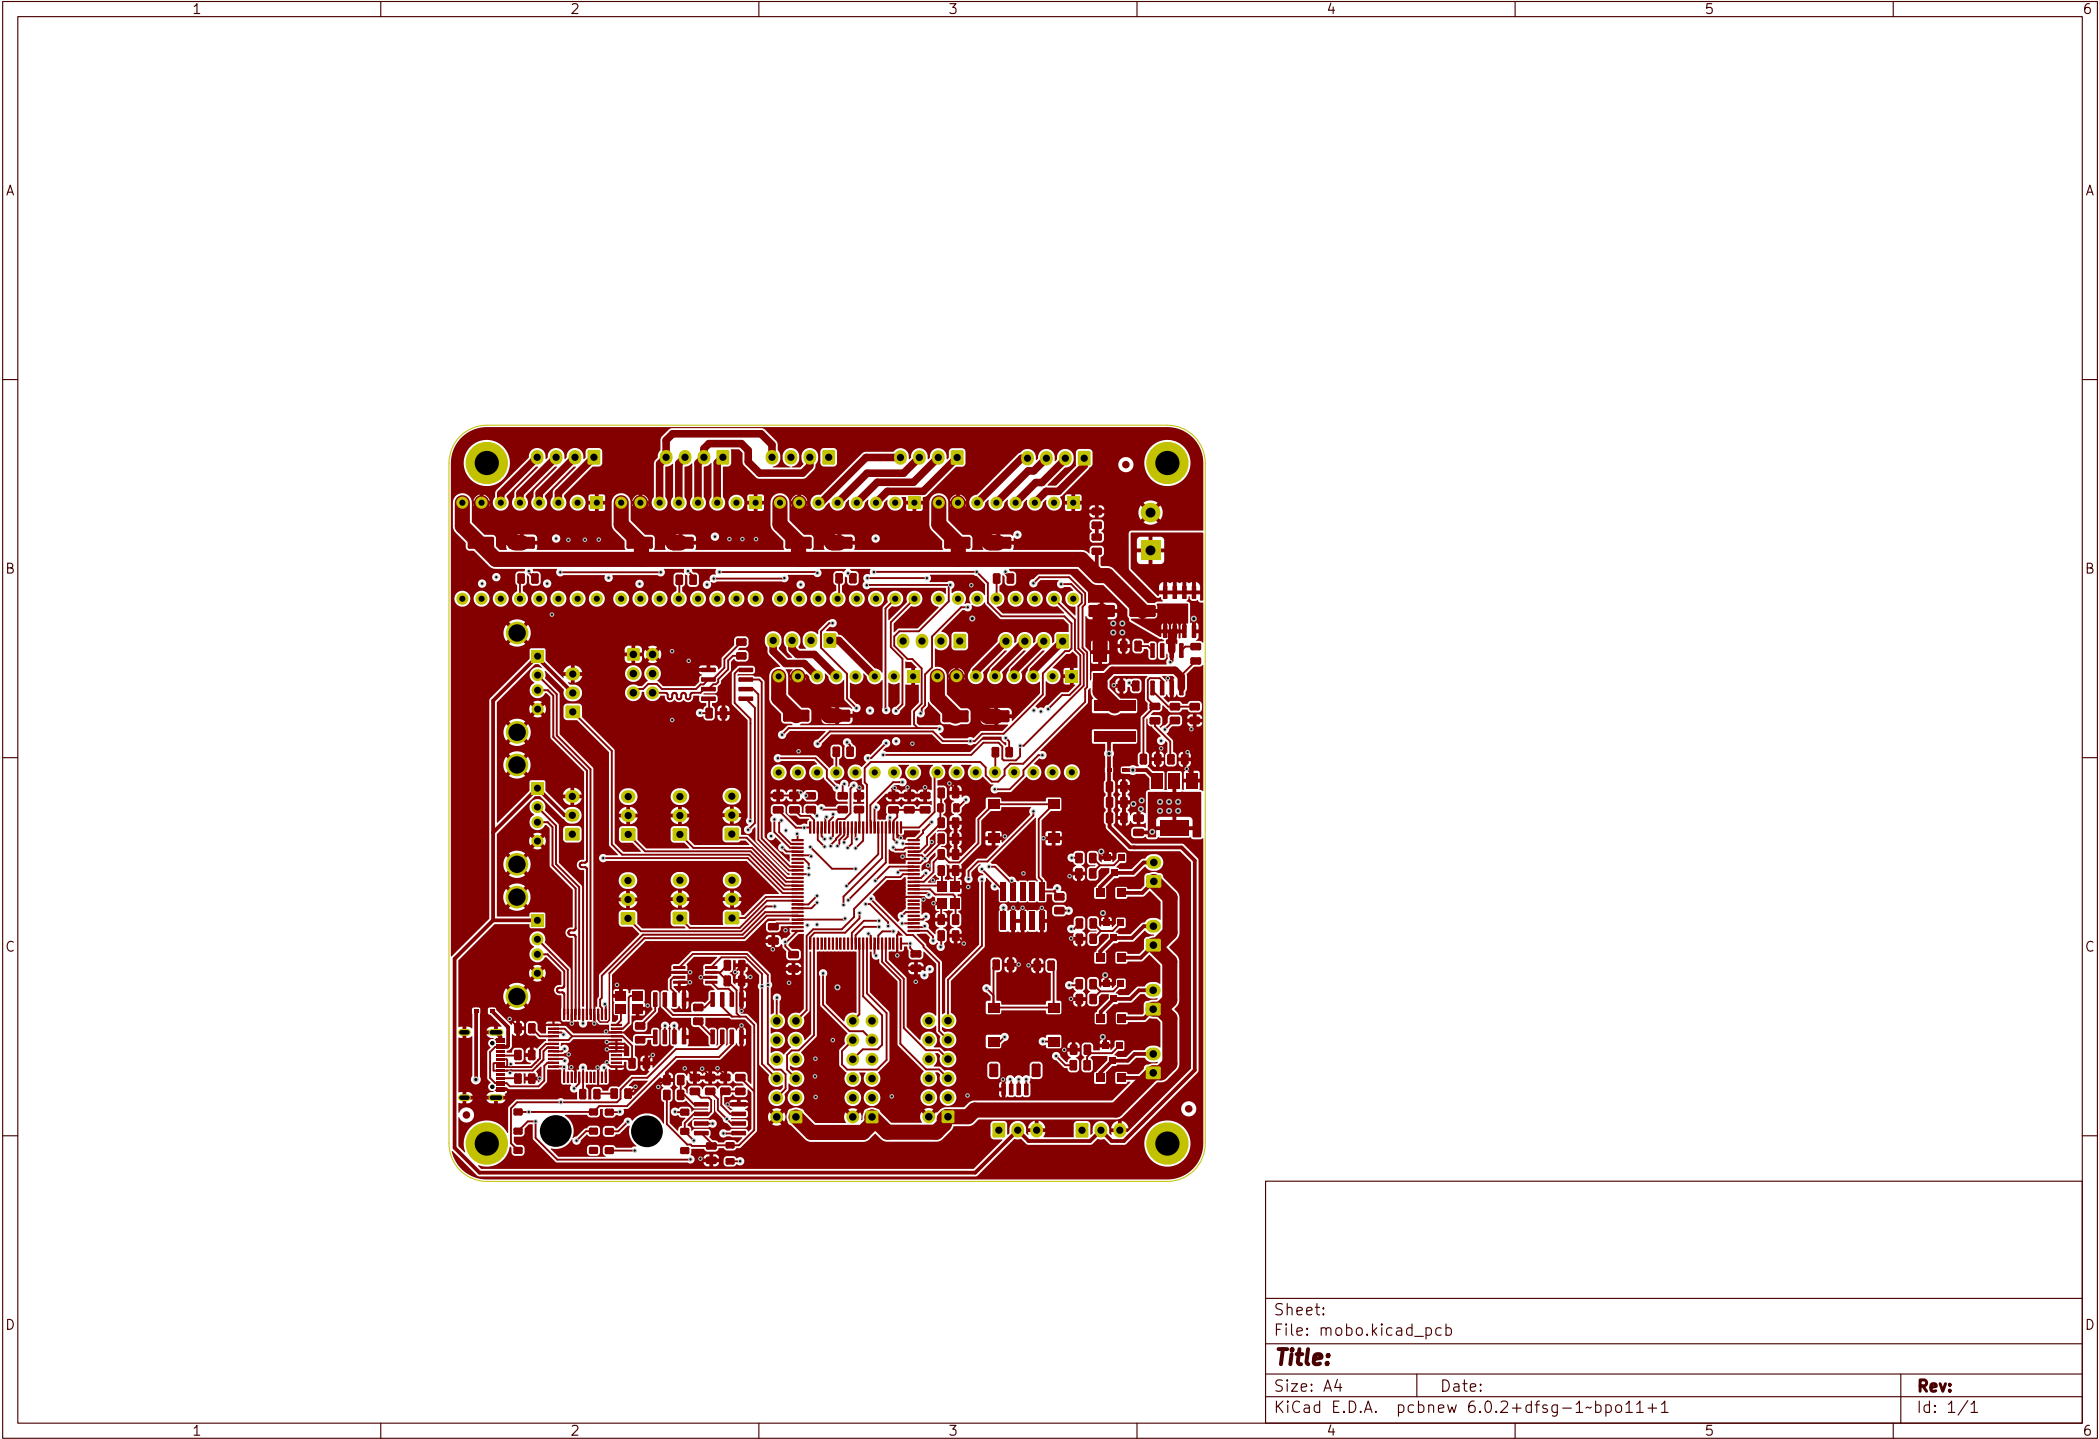 1 2 3 4 5 6
A A
B B
C C
D D
Sheet:
File: mobo.kicad_pcb
Title:
Size: A4 Date: Rev:
KiCad E.D.A. pcbnew 6.0.2+dfsg-1~bpo11+1 Id: 1/1
1 2 3 4 5 6